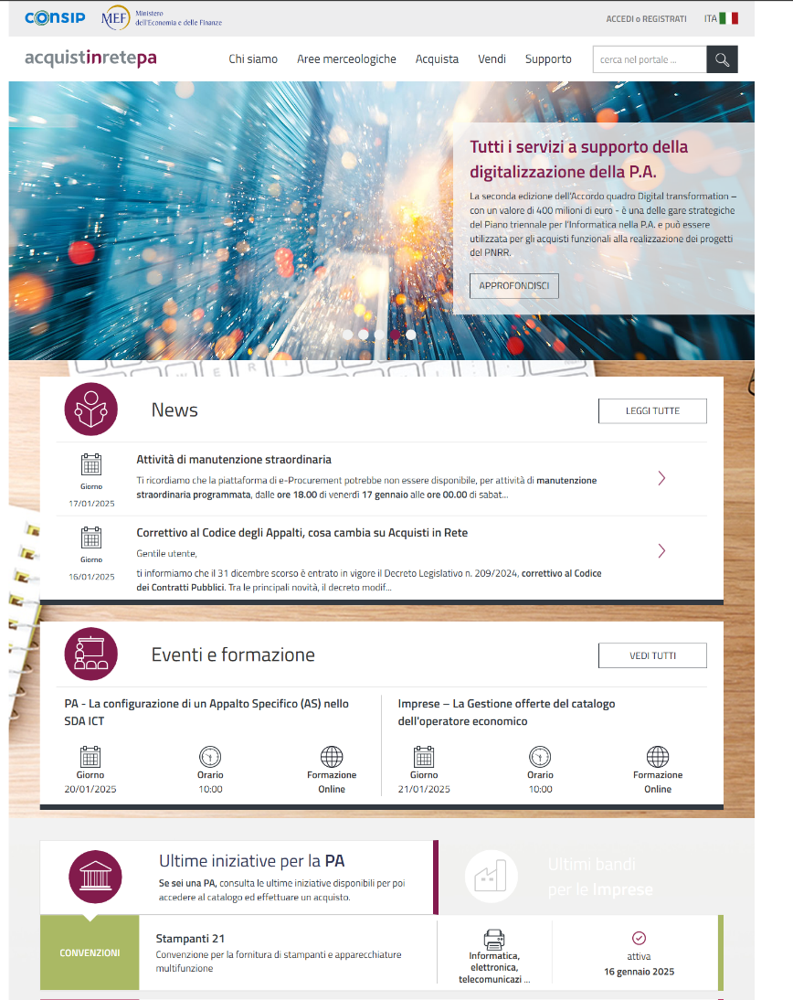 CONSIP
MEF
Ministero
dell'Economia e delle Finanze
ACCEDI o REGISTRATI
ITA
acquistinretepa
Chi siamo
Aree merceologiche
Acquista
Vendi
Supporto
cerca nel portale ...
Tutti i servizi a supporto della
digitalizzazione della P.A.
La seconda edizione dell'Accordo quadro Digital transformation –
con un valore di 400 milioni di euro - è una delle gare strategiche
del Piano triennale per l'Informatica nella P.A. e può essere
utilizzata per gli acquisti funzionali alla realizzazione dei progetti
del PNRR.
APPROFONDISCI
W E R
News
LEGGI TUTTE
Attività di manutenzione straordinaria
Giorno
17/01/2025
Ti ricordiamo che la piattaforma di e-Procurement potrebbe non essere disponibile, per attività di manutenzione
straordinaria programmata, dalle ore 18.00 di venerdì 17 gennaio alle ore 00.00 di sabat...
Correttivo al Codice degli Appalti, cosa cambia su Acquisti in Rete
Giorno
16/01/2025
Gentile utente,
ti informiamo che il 31 dicembre scorso è entrato in vigore il Decreto Legislativo n. 209/2024, correttivo al Codice
dei Contratti Pubblici. Tra le principali novità, il decreto modif...
Eventi e formazione
VEDI TUTTI
PA - La configurazione di un Appalto Specifico (AS) nello
SDA ICT
Giorno
20/01/2025
Orario
10:00
Formazione
Online
Imprese – La Gestione offerte del catalogo
dell'operatore economico
Giorno
21/01/2025
Orario
10:00
Formazione
Online
Ultime iniziative per la PA
Se sei una PA, consulta le ultime iniziative disponibili per poi
accedere al catalogo ed effettuare un acquisto.
Ultimi bandi
per le Imprese
CONVENZIONI
Stampanti 21
Convenzione per la fornitura di stampanti e apparecchiature
multifunzione
Informatica,
elettronica,
telecomunicazi ...
attiva
16 gennaio 2025